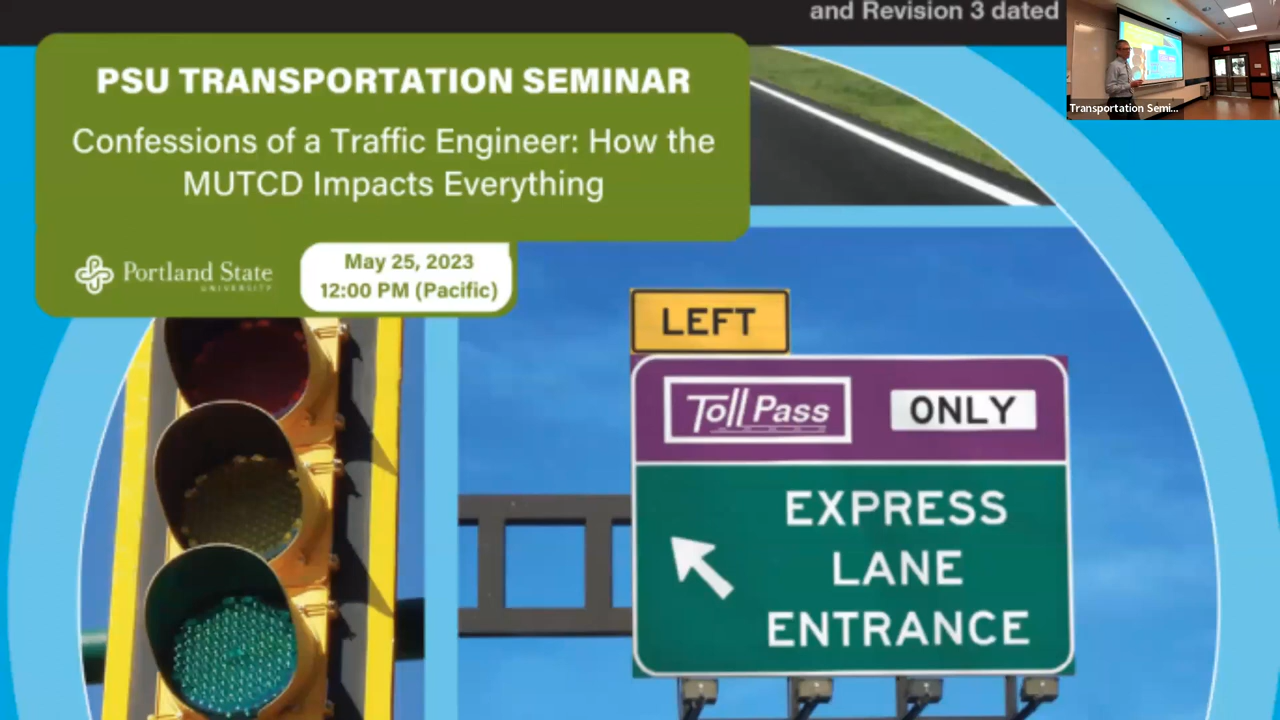 and Revision 3 dated
Transportation Semi...
PSU TRANSPORTATION SEMINAR
Confessions of a Traffic Engineer: How the
MUTCD Impacts Everything
Portland State
UNIVERSITY
May 25, 2023
12:00 PM (Pacific)
LEFT
Toll Pass
ONLY
EXPRESS
LANE
ENTRANCE